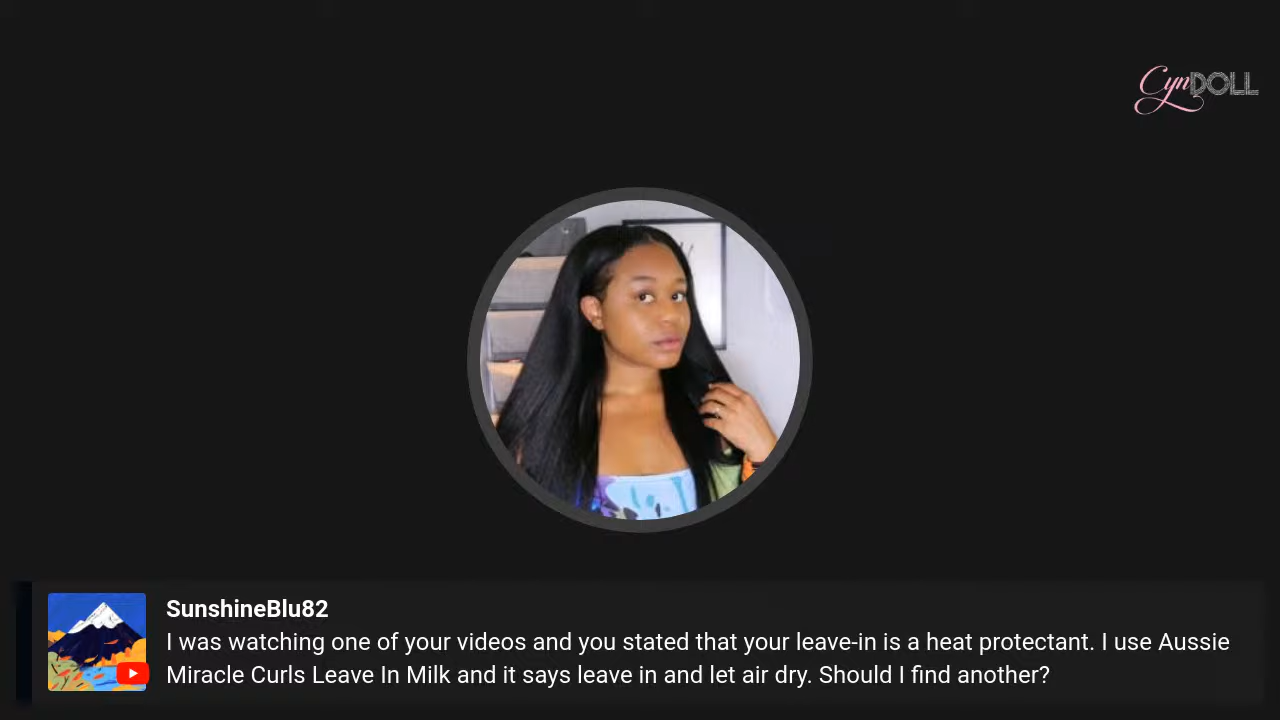 CynDOLL
SunshineBlu82
I was watching one of your videos and you stated that your leave-in is a heat protectant. I use Aussie
Miracle Curls Leave In Milk and it says leave in and let air dry. Should I find another?